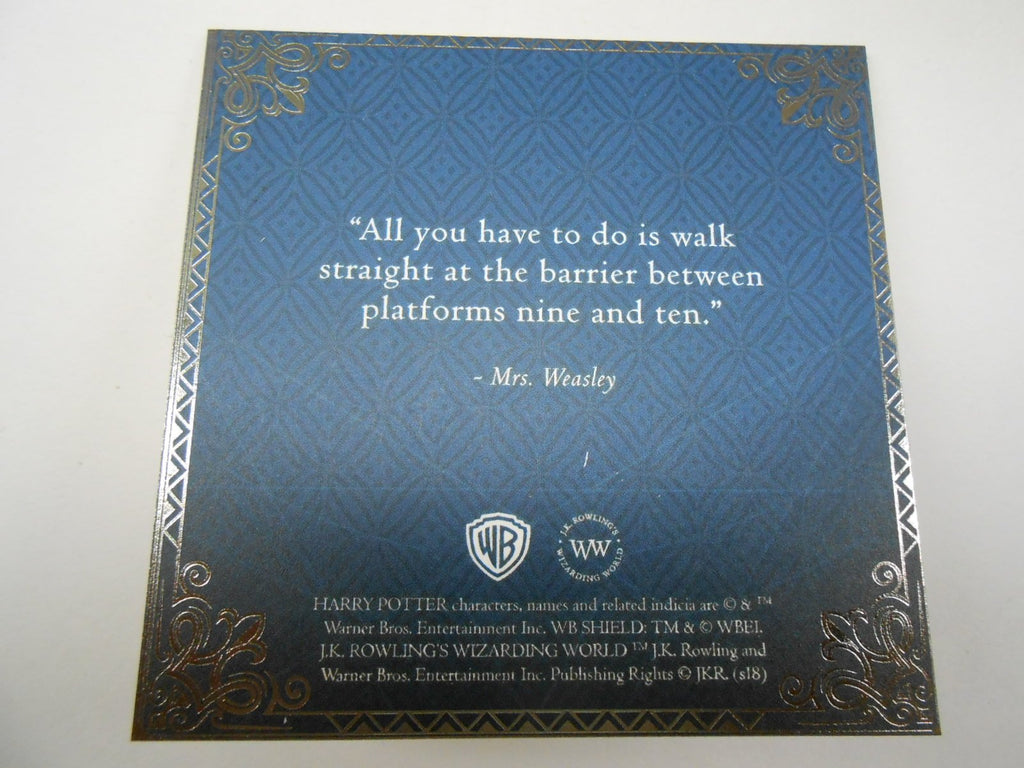 “All you have to do is walk
straight at the barrier between
platforms nine and ten.”
~ Mrs. Weasley
WB
J.K. ROWLING'S
WW
WIZARDING WORLD
HARRY POTTER characters, names and related indicia are © & ™
Warner Bros. Entertainment Inc. WB SHIELD: TM & © WBEI.
J.K. ROWLING'S WIZARDING WORLD ™ J.K. Rowling and
Warner Bros. Entertainment Inc. Publishing Rights © JKR. (s18)